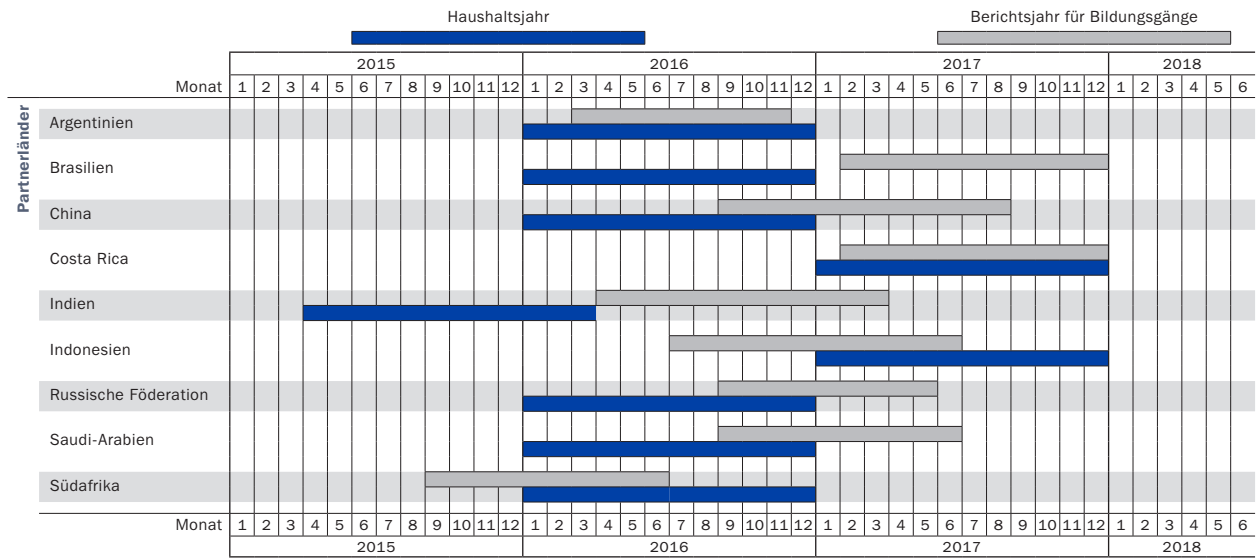 Haushaltsjahr Berichtsjahr für Bildungsgänge
2015 2016 2017 2018
Monat 1 2 3 4 5 6 7 8 9 10 11 12 1 2 3 4 5 6 7 8 9 10 11 12 1 2 3 4 5 6 7 8 9 10 11 12 1 2 3 4 5 6
Partnerländer
Argentinien
Brasilien
China
Costa Rica
Indien
Indonesien
Russische Föderation
Saudi-Arabien
Südafrika
Monat 1 2 3 4 5 6 7 8 9 10 11 12 1 2 3 4 5 6 7 8 9 10 11 12 1 2 3 4 5 6 7 8 9 10 11 12 1 2 3 4 5 6
2015 2016 2017 2018